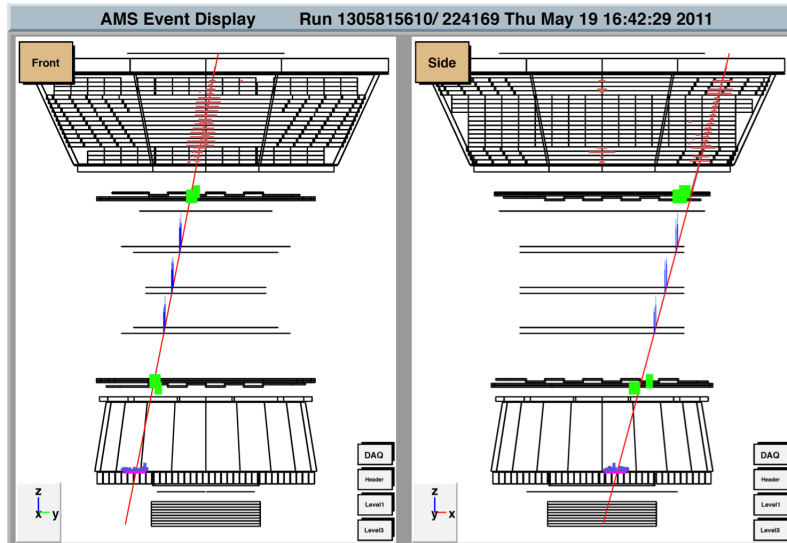 AMS Event Display Run 1305815610/ 224169 Thu May 19 16:42:29 2011
Front
Side
DAQ
Header
Level1
Level3
z
x y
DAQ
Header
Level1
Level3
z
y x